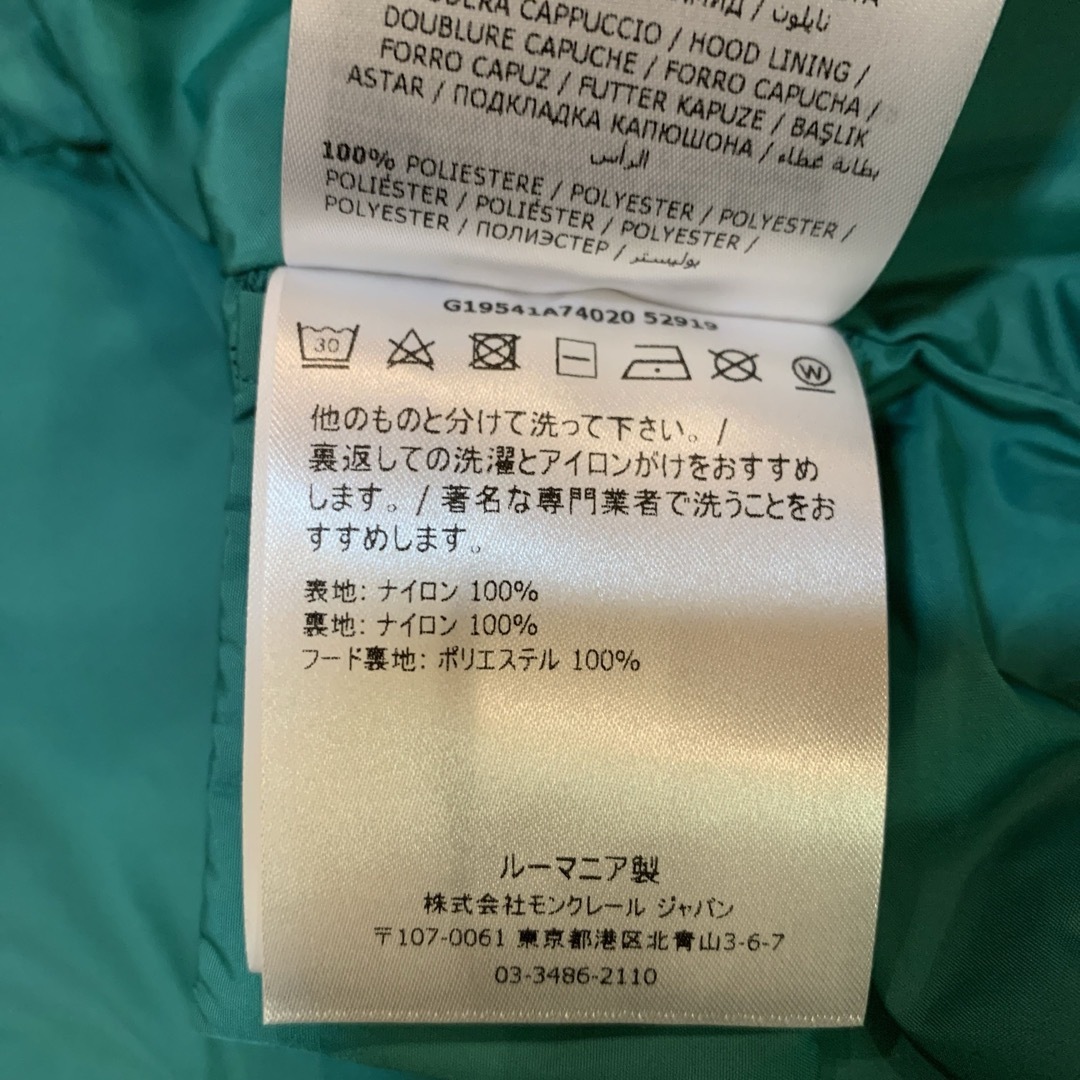 نايلون /
CAPPUCCIO / HOOD LINING /
DOUBLURE CAPUCHE / FORRO CAPUCHA /
FORRO CAPUZ / FUTTER KAPUZE / BAŞLIK
ASTAR / ПОДКЛАДКА КАПЮШОНА / بطانة غطاء
الرأس
100% POLIESTERE / POLYESTER / POLYESTER /
POLIÉSTER / POLIÉSTER / POLYESTER /
POLYESTER / ПОЛИЭСТЕР / بوليستر
G19541A74020 52919
30
W
他のものと分けて洗って下さい。/
裏返しての洗濯とアイロンがけをおすすめ
します。/ 著名な専門業者で洗うことをお
すすめします。
表地: ナイロン 100%
裏地: ナイロン 100%
フード裏地: ポリエステル 100%
ルーマニア製
株式会社モンクレール ジャパン
〒107-0061 東京都港区北青山3-6-7
03-3486-2110